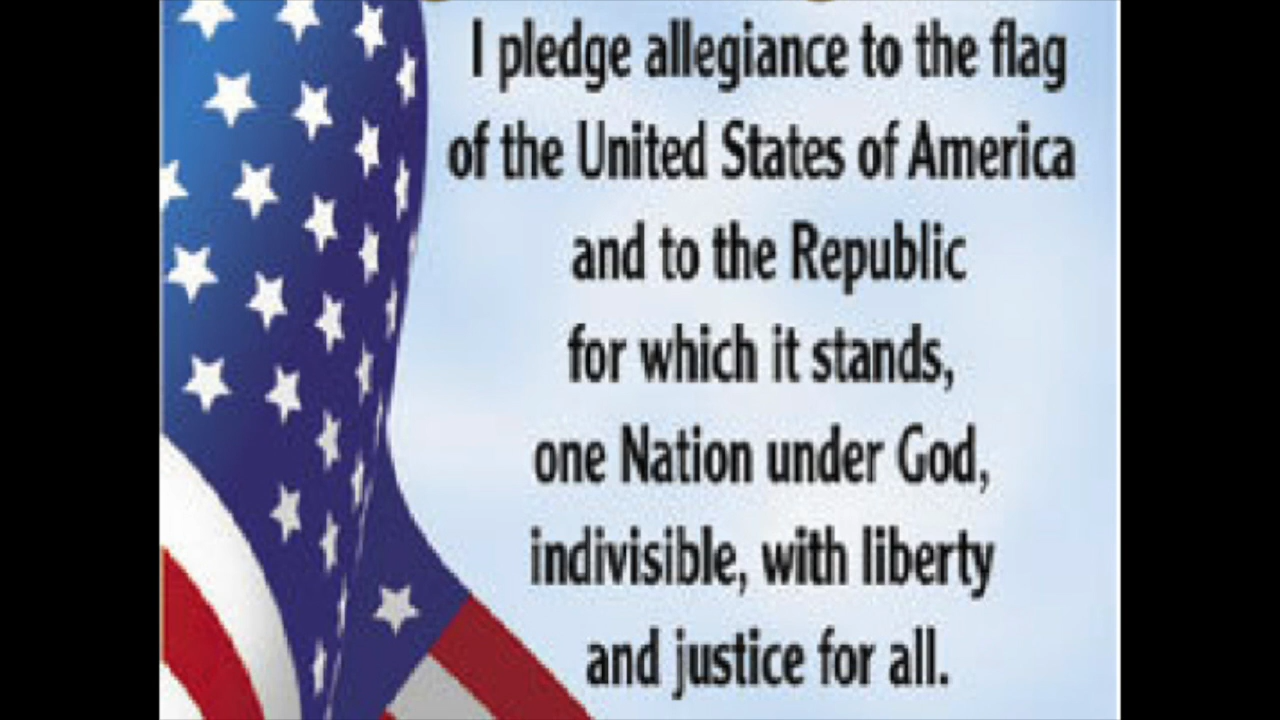 I pledge allegiance to the flag
of the United States of America
and to the Republic
for which it stands,
one Nation under God,
indivisible, with liberty
and justice for all.